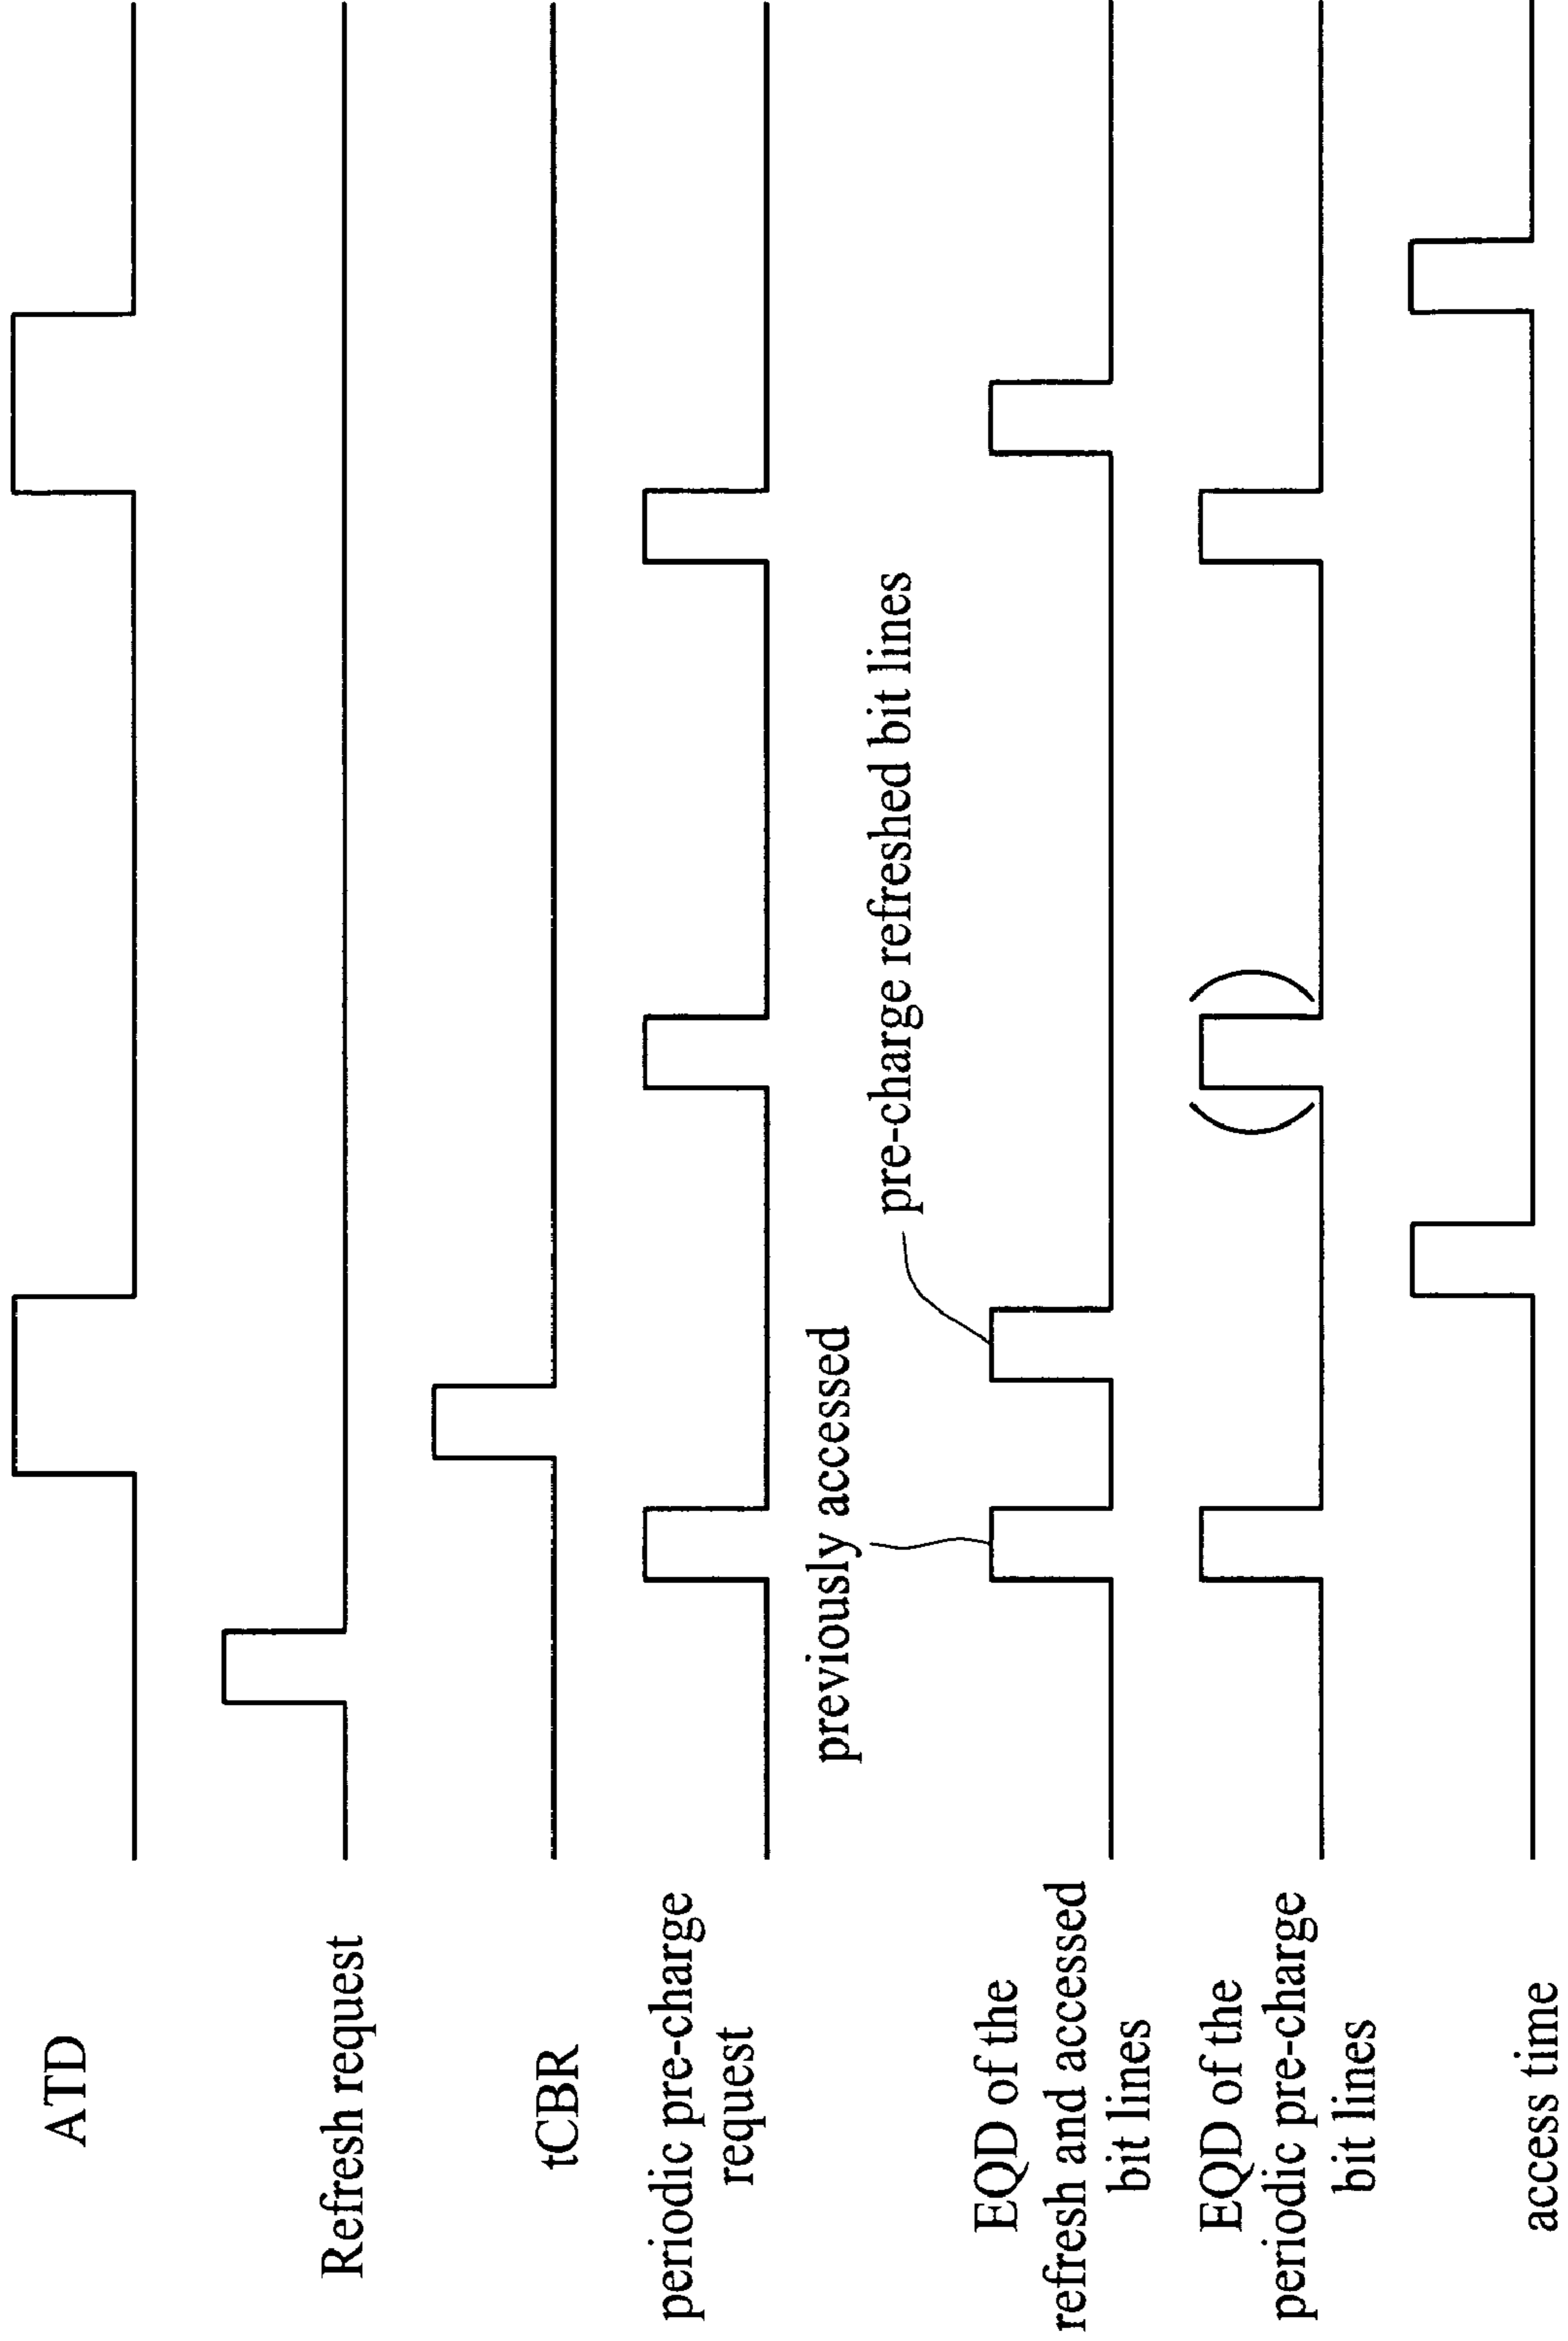 ATD
Refresh request
tCBR
periodic pre-charge
request
previously accessed
pre-charge refreshed bit lines
EQD of the
refresh and accessed
bit lines
EQD of the
periodic pre-charge
bit lines
access time